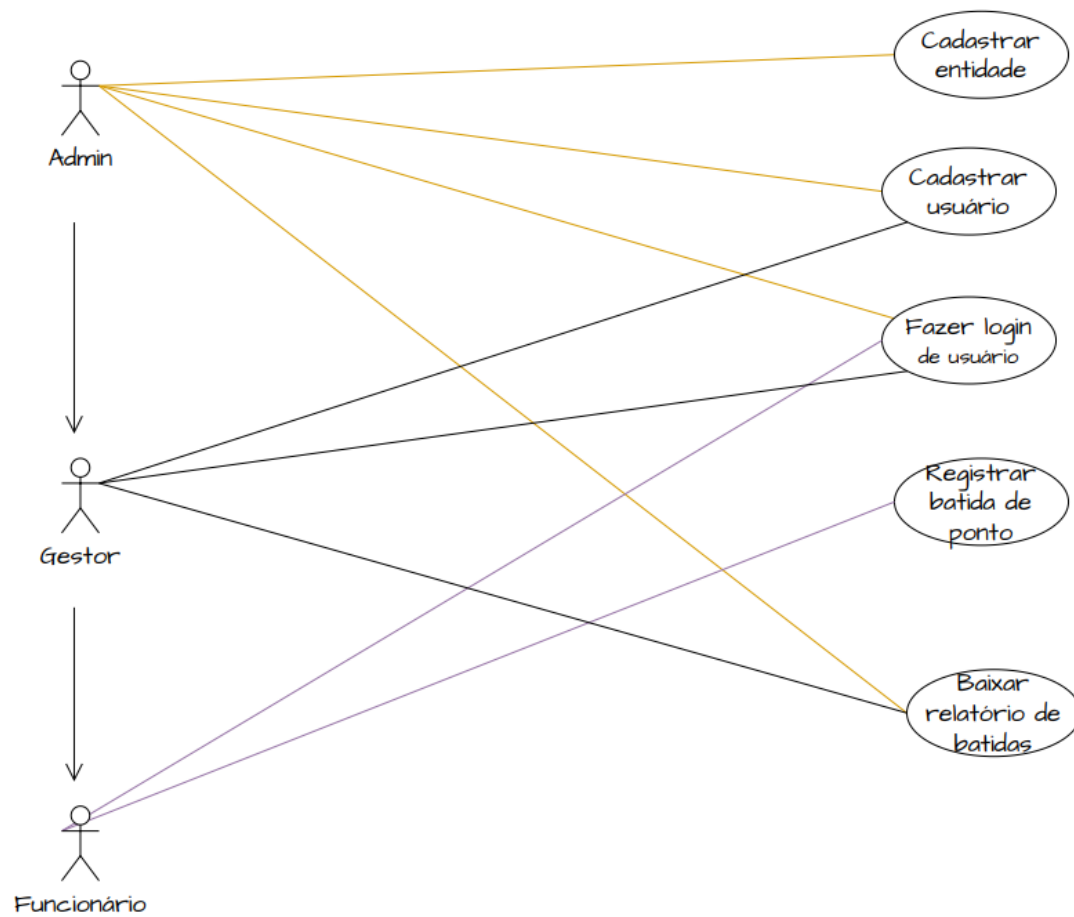 Cadastrar
entidade
Admin
Cadastrar
usuário
Fazer login
de usuário
Gestor
Registrar
batida de
ponto
Baixar
relatório de
batidas
Funcionário